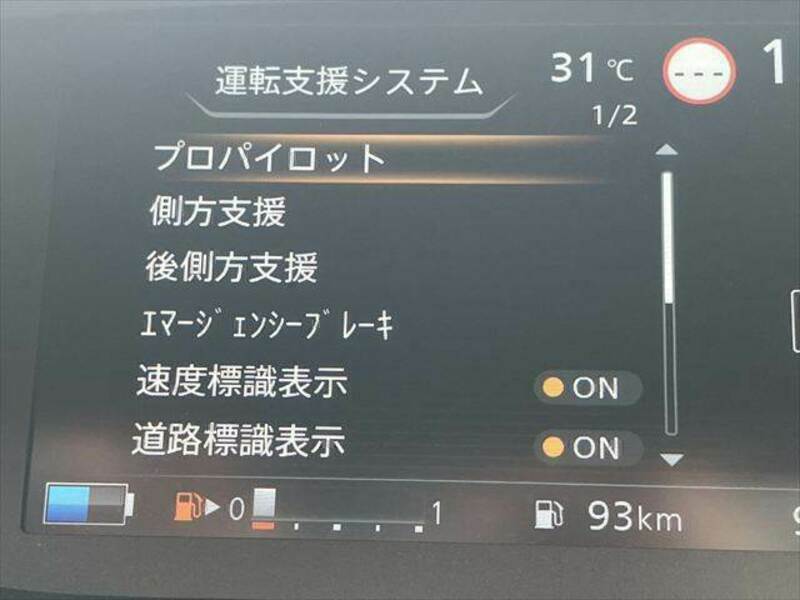 運転支援システム
31℃
---
1
1/2
プロパイロット
側方支援
後側方支援
ｴﾏｰｼﾞｪﾝｼｰﾌﾞﾚｰｷ
速度標識表示 ON
道路標識表示 ON
0 1
93km